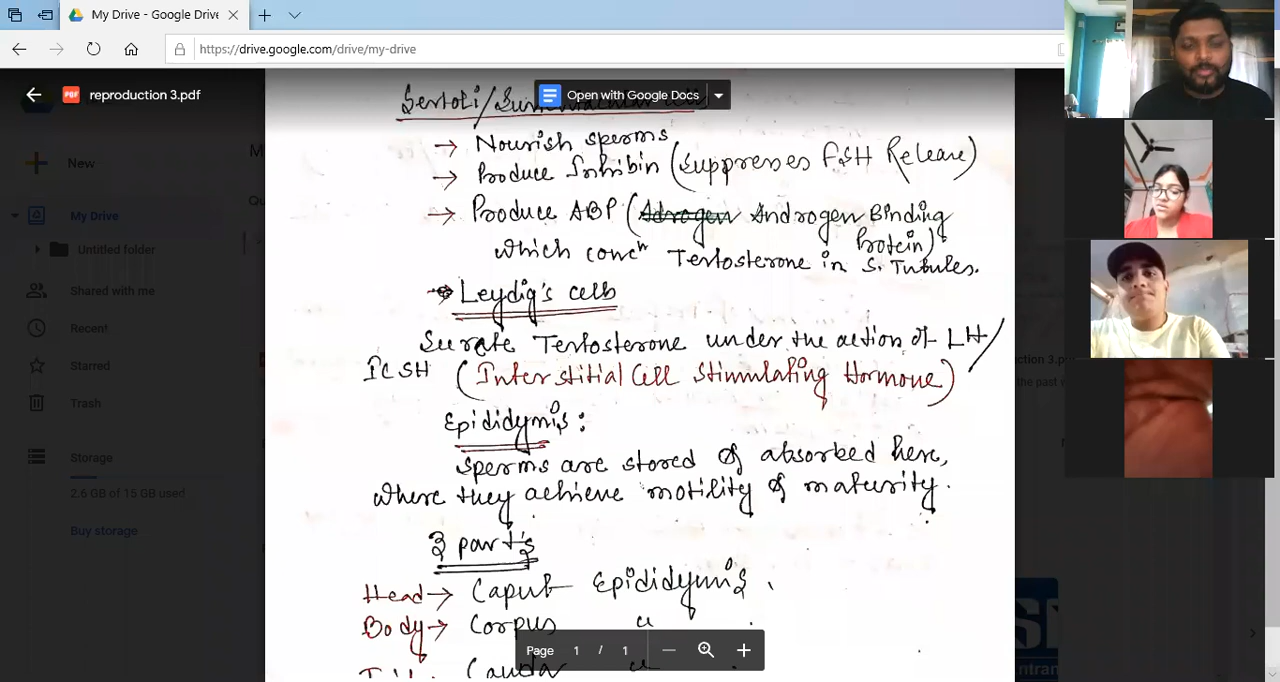 My Drive - Google Drive
https://drive.google.com/drive/my-drive
reproduction 3.pdf
Open with Google Docs
New
My Drive
Untitled folder
Shared with me
Recent
Starred
Trash
Storage
2.6 GB of 15 GB used
Buy storage
Sertoli/
→ Nourish sperms
→ Produce Inhibin (Suppresses FSH Release)
→ Produce ABP (Adrogen Androgen Binding
Protein)
which concn Testosterone in S. Tubules.
→ Leydig's cells
Testosterone under the action of LH/
ICSH (Interstitial Cell Stimulating Hormone)
Epididymis:
Sperms are stored & absorbed here,
where they achieve motility & maturity.
3 part's
Head → Caput Epididymis
Body → Corpus "
Cauda "
Page 1 / 1